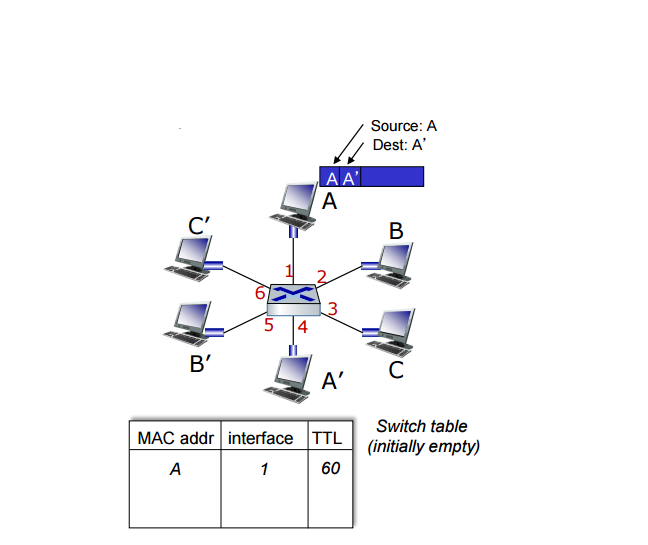 Source: A
Dest: A'
A A'
A
C'
B
1
2
6
3
5
4
B'
A'
C
MAC addr interface TTL
A 1 60
Switch table
(initially empty)